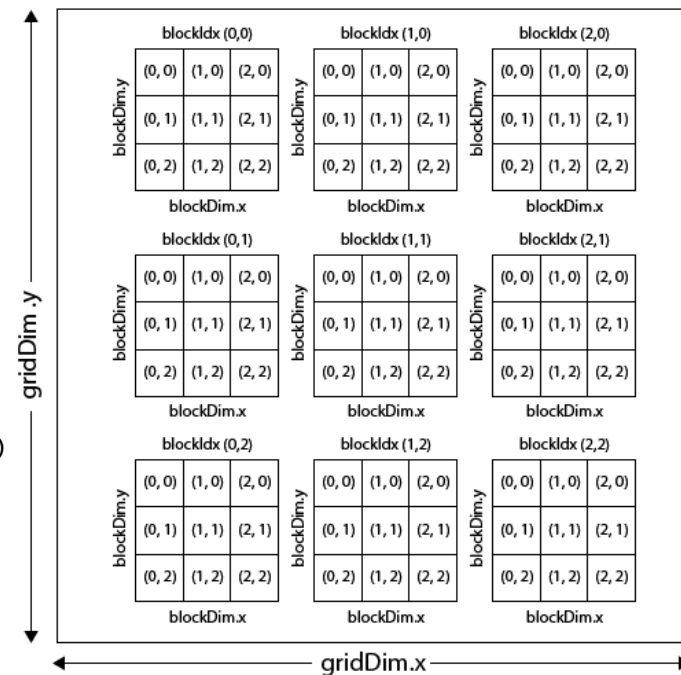 blockIdx (0,0) blockIdx (1,0) blockIdx (2,0)
blockDim.y (0, 0) (1, 0) (2, 0) blockDim.y (0, 0) (1, 0) (2, 0) blockDim.y (0, 0) (1, 0) (2, 0)
(0, 1) (1, 1) (2, 1) (0, 1) (1, 1) (2, 1) (0, 1) (1, 1) (2, 1)
(0, 2) (1, 2) (2, 2) (0, 2) (1, 2) (2, 2) (0, 2) (1, 2) (2, 2)
blockDim.x blockDim.x blockDim.x
gridDim .y
blockIdx (0,1) blockIdx (1,1) blockIdx (2,1)
blockDim.y (0, 0) (1, 0) (2, 0) blockDim.y (0, 0) (1, 0) (2, 0) blockDim.y (0, 0) (1, 0) (2, 0)
(0, 1) (1, 1) (2, 1) (0, 1) (1, 1) (2, 1) (0, 1) (1, 1) (2, 1)
(0, 2) (1, 2) (2, 2) (0, 2) (1, 2) (2, 2) (0, 2) (1, 2) (2, 2)
blockDim.x blockDim.x blockDim.x
)
blockIdx (0,2) blockIdx (1,2) blockIdx (2,2)
blockDim.y (0, 0) (1, 0) (2, 0) blockDim.y (0, 0) (1, 0) (2, 0) blockDim.y (0, 0) (1, 0) (2, 0)
(0, 1) (1, 1) (2, 1) (0, 1) (1, 1) (2, 1) (0, 1) (1, 1) (2, 1)
(0, 2) (1, 2) (2, 2) (0, 2) (1, 2) (2, 2) (0, 2) (1, 2) (2, 2)
blockDim.x blockDim.x blockDim.x
gridDim.x